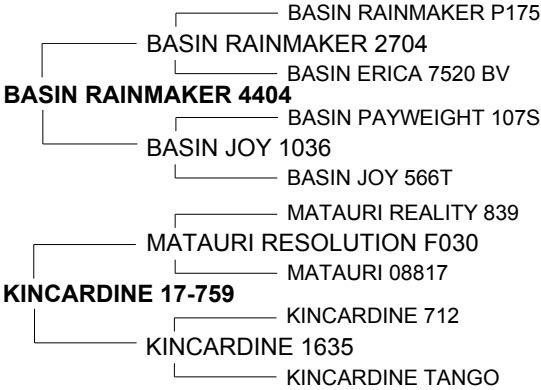 BASIN RAINMAKER P175
BASIN RAINMAKER 2704
BASIN ERICA 7520 BV
BASIN RAINMAKER 4404
BASIN PAYWEIGHT 107S
BASIN JOY 1036
BASIN JOY 566T
MATAURI REALITY 839
MATAURI RESOLUTION F030
MATAURI 08817
KINCARDINE 17-759
KINCARDINE 712
KINCARDINE 1635
KINCARDINE TANGO